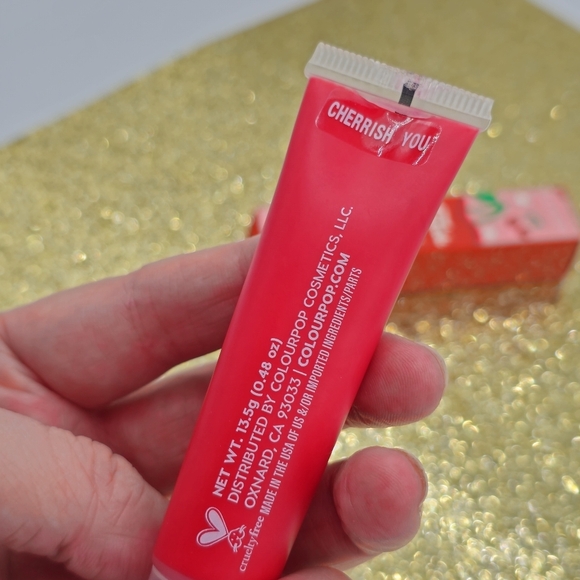 CHERRISH YOU
NET WT. 13.5g (0.48 oz)
DISTRIBUTED BY COLOURPOP COSMETICS, LLC.
OXNARD, CA 93033 | COLOURPOP.COM
MADE IN THE USA OF US &/OR IMPORTED INGREDIENTS/PARTS
crueltyfree